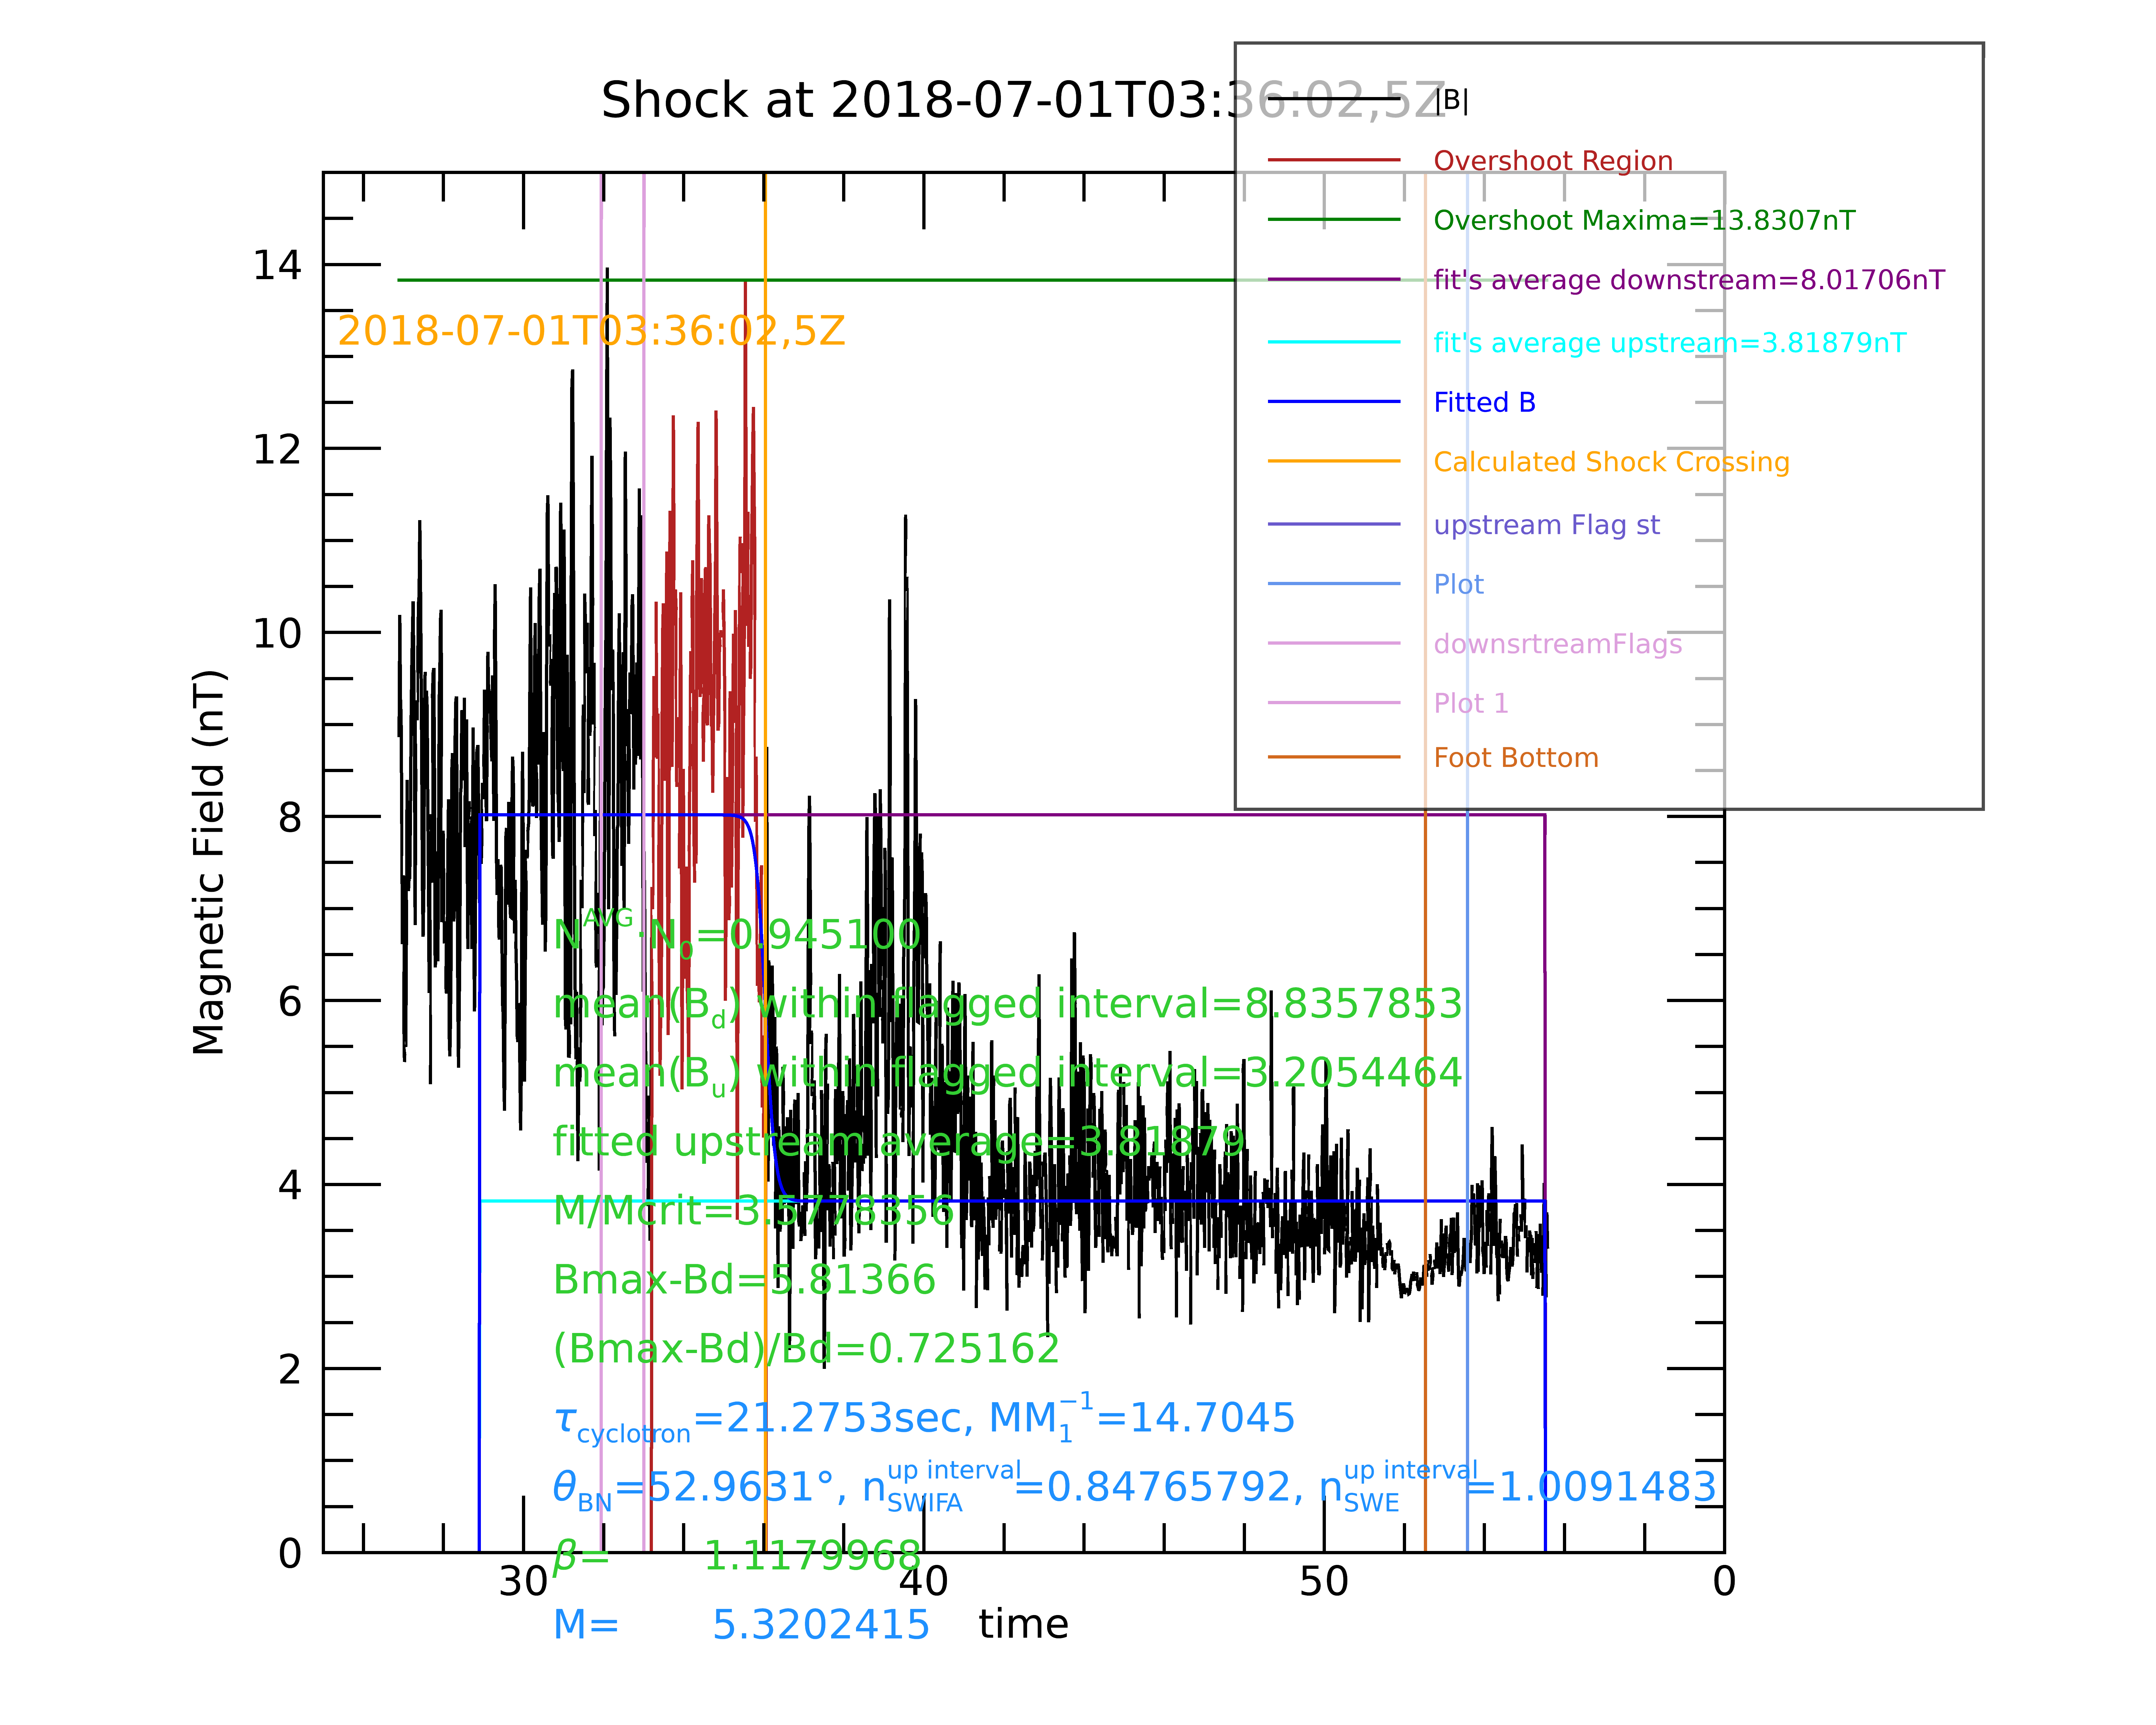 Shock at 2018-07-01T03:36:02,5Z
|B|
Overshoot Region
Overshoot Maxima=13.8307nT
fit's average downstream=8.01706nT
fit's average upstream=3.81879nT
Fitted B
Calculated Shock Crossing
upstream Flag st
Plot
downsrtreamFlags
Plot 1
Foot Bottom
2018-07-01T03:36:02,5Z
Magnetic Field (nT)
14
12
10
8
6
4
2
0
N^AVG·N_0=0.945100
mean(B_d) within flagged interval=8.8357853
mean(B_u) within flagged interval=3.2054464
fitted upstream average=3.81879
M/Mcrit=3.5778356
Bmax-Bd=5.81366
(Bmax-Bd)/Bd=0.725162
τ_cyclotron=21.2753sec, MM_1^−1=14.7045
θ_BN=52.9631°, n_SWIFA^up interval=0.84765792, n_SWE^up interval=1.0091483
β= 1.1179968
30 40 50 0
M= 5.3202415
time